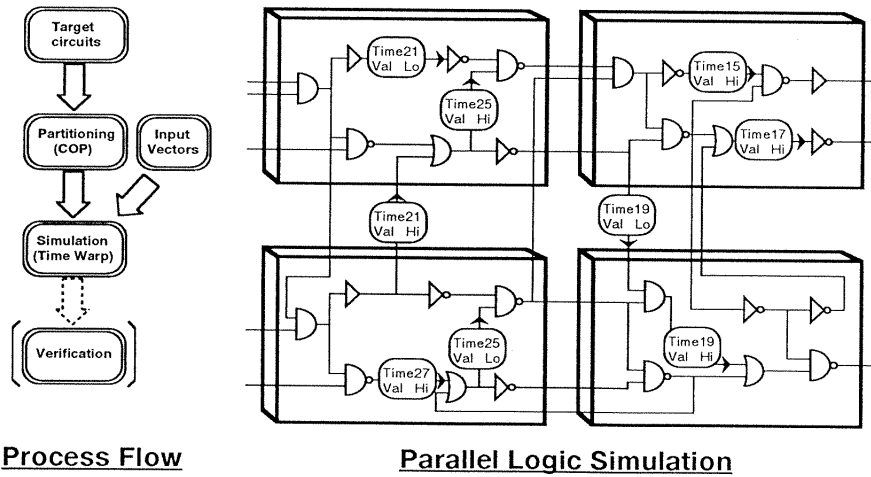 Target
circuits
Partitioning
(COP)
Input
Vectors
Simulation
(Time Warp)
Verification
Process Flow
Time21
Val Lo
Time25
Val Hi
Time15
Val Hi
Time17
Val Hi
Time21
Val Hi
Time19
Val Lo
Time25
Val Lo
Time27
Val Hi
Time19
Val Hi
Parallel Logic Simulation